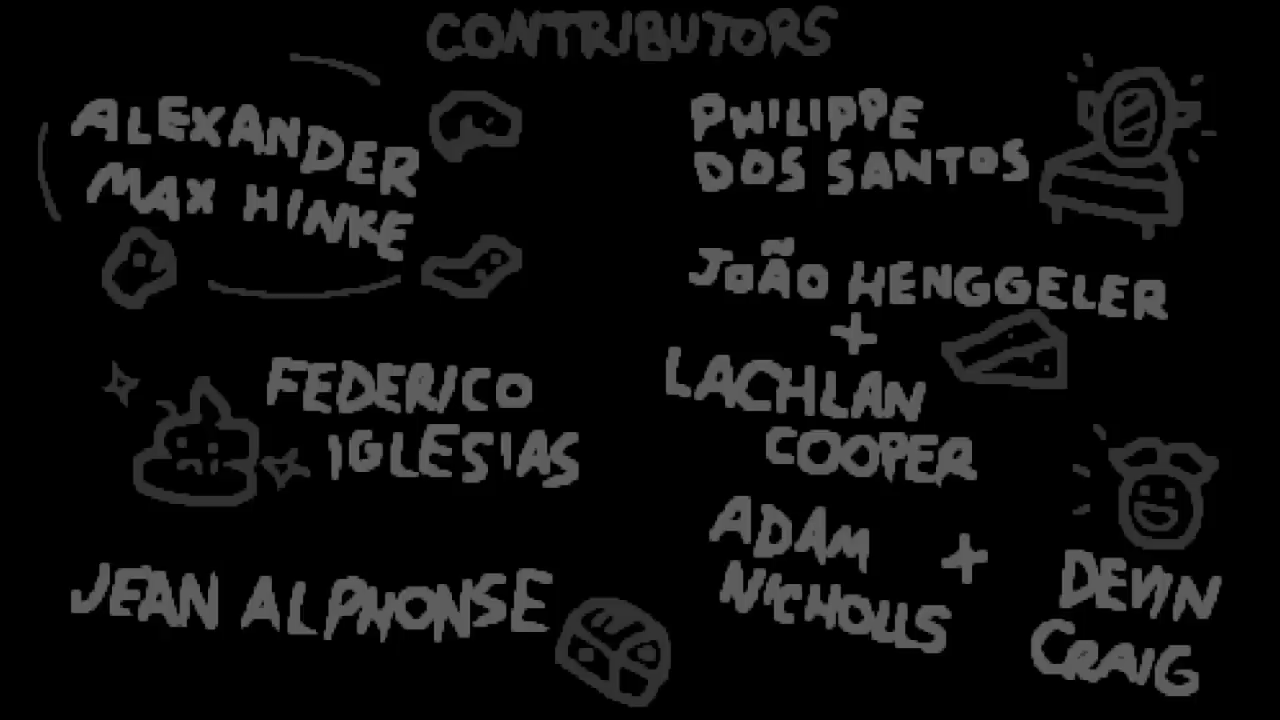 CONTRIBUTORS
ALEXANDER
MAX HINKE
PHILIPPE
DOS SANTOS
JOÃO HENGGELER
+
LACHLAN
COOPER
FEDERICO
IGLESIAS
ADAM
NICHOLLS
+
DEVIN
CRAIG
JEAN ALPHONSE